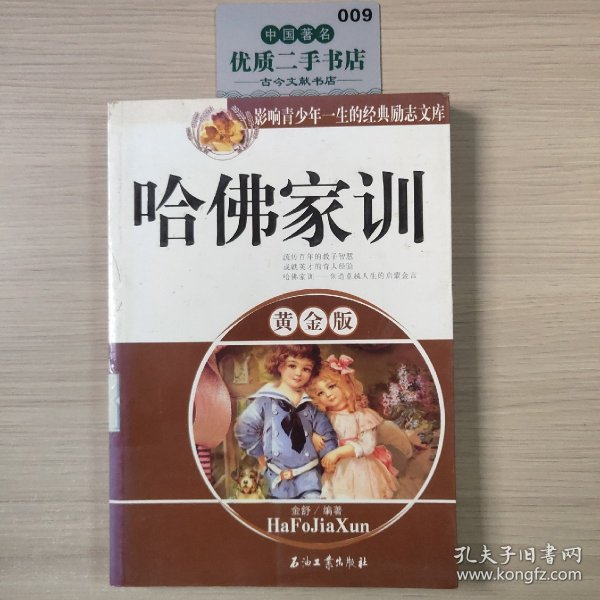 009
中国著名
优质二手书店
古今文献书店
影响青少年一生的经典励志文库
哈佛家训
流传百年的教子智慧
成就英才的育人经验
哈佛家训——创造卓越人生的启蒙金言
黄金版
金舒/编著
HaFoJiaXun
石油工业出版社
孔夫子旧书网
www.kongfz.com